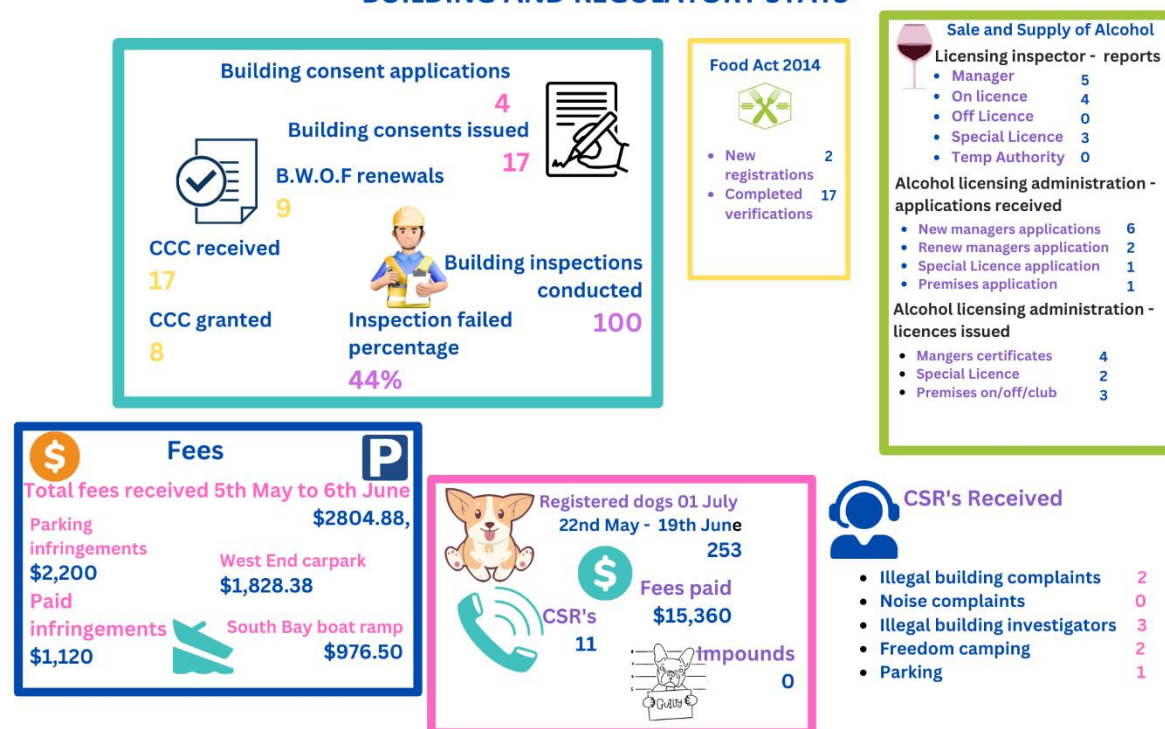 BUILDING AND REGULATORY STATS
Building consent applications
4
Building consents issued
17
B.W.O.F renewals
9
CCC received
17
Building inspections
conducted
100
CCC granted
8
Inspection failed
percentage
44%
Food Act 2014
• New 2
registrations
• Completed 17
verifications
Sale and Supply of Alcohol
Licensing inspector - reports
• Manager 5
• On licence 4
• Off Licence 0
• Special Licence 3
• Temp Authority 0
Alcohol licensing administration -
applications received
• New managers applications 6
• Renew managers application 2
• Special Licence application 1
• Premises application 1
Alcohol licensing administration -
licences issued
• Mangers certificates 4
• Special Licence 2
• Premises on/off/club 3
$
Fees
P
Total fees received 5th May to 6th June
$2804.88,
Parking
infringements
$2,200
West End carpark
$1,828.38
Paid
infringements
$1,120
South Bay boat ramp
$976.50
Registered dogs 01 July
22nd May - 19th June
253
$
Fees paid
$15,360
CSR's
11
Impounds
0
GUILTY
CSR's Received
• Illegal building complaints 2
• Noise complaints 0
• Illegal building investigators 3
• Freedom camping 2
• Parking 1